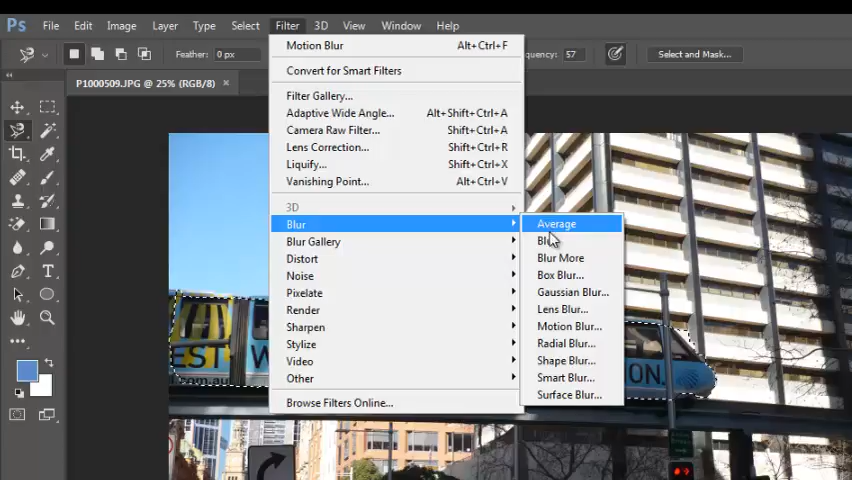 Ps File Edit Image Layer Type Select Filter 3D View Window Help
Feather: 0 px
quency: 57
Select and Mask...
P1000509.JPG @ 25% (RGB/8) ×
Motion Blur Alt+Ctrl+F
Convert for Smart Filters
Filter Gallery...
Adaptive Wide Angle... Alt+Shift+Ctrl+A
Camera Raw Filter... Shift+Ctrl+A
Lens Correction... Shift+Ctrl+R
Liquify... Shift+Ctrl+X
Vanishing Point... Alt+Ctrl+V
3D
Blur
Blur Gallery
Distort
Noise
Pixelate
Render
Sharpen
Stylize
Video
Other
Browse Filters Online...
Average
Blur More
Box Blur...
Gaussian Blur...
Lens Blur...
Motion Blur...
Radial Blur...
Shape Blur...
Smart Blur...
Surface Blur...
EST W
ON.
.com.au